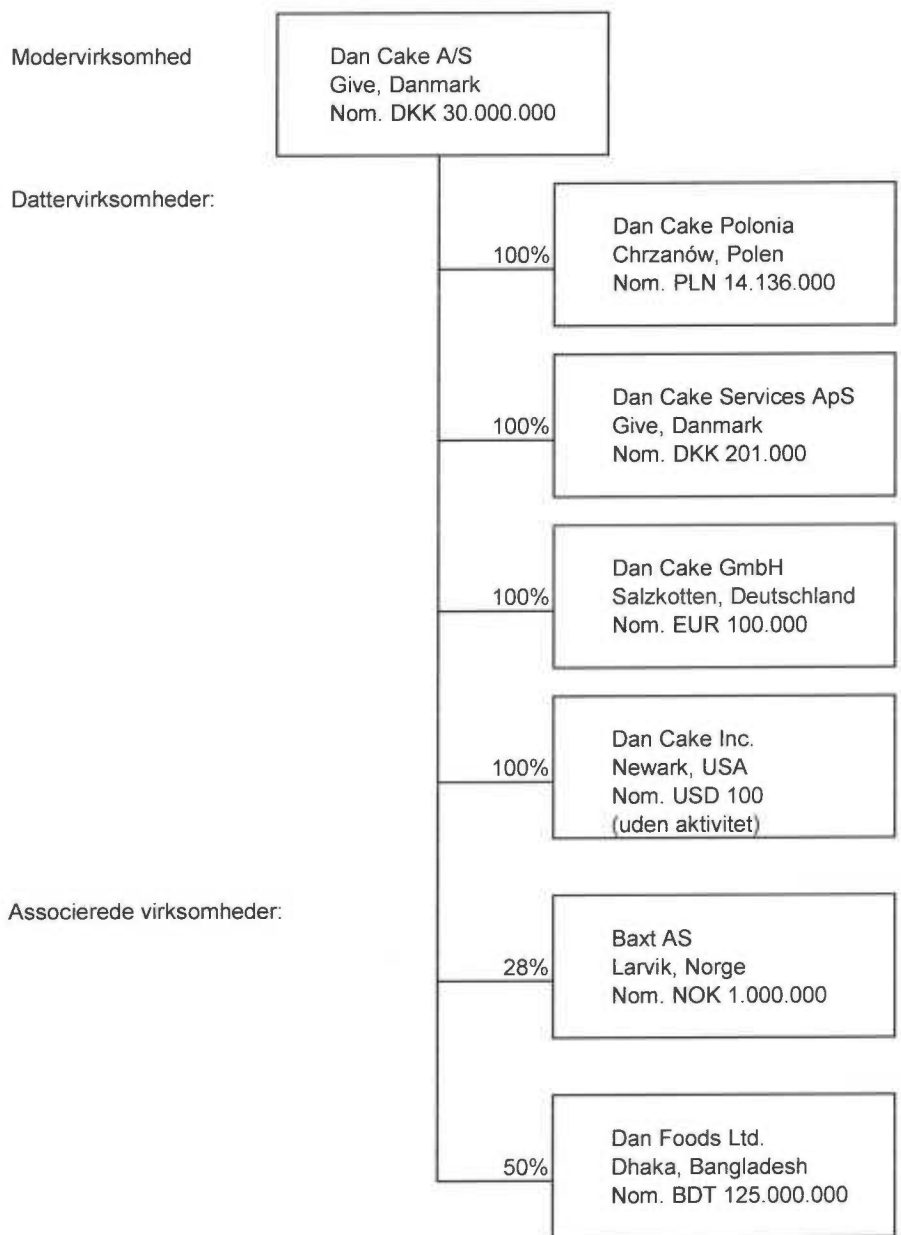 Modervirksomhed
Dan Cake A/S
Give, Danmark
Nom. DKK 30.000.000
Dattervirksomheder:
100%
Dan Cake Polonia
Chrzanów, Polen
Nom. PLN 14.136.000
100%
Dan Cake Services ApS
Give, Danmark
Nom. DKK 201.000
100%
Dan Cake GmbH
Salzkotten, Deutschland
Nom. EUR 100.000
100%
Dan Cake Inc.
Newark, USA
Nom. USD 100
(uden aktivitet)
Associerede virksomheder:
28%
Baxt AS
Larvik, Norge
Nom. NOK 1.000.000
50%
Dan Foods Ltd.
Dhaka, Bangladesh
Nom. BDT 125.000.000